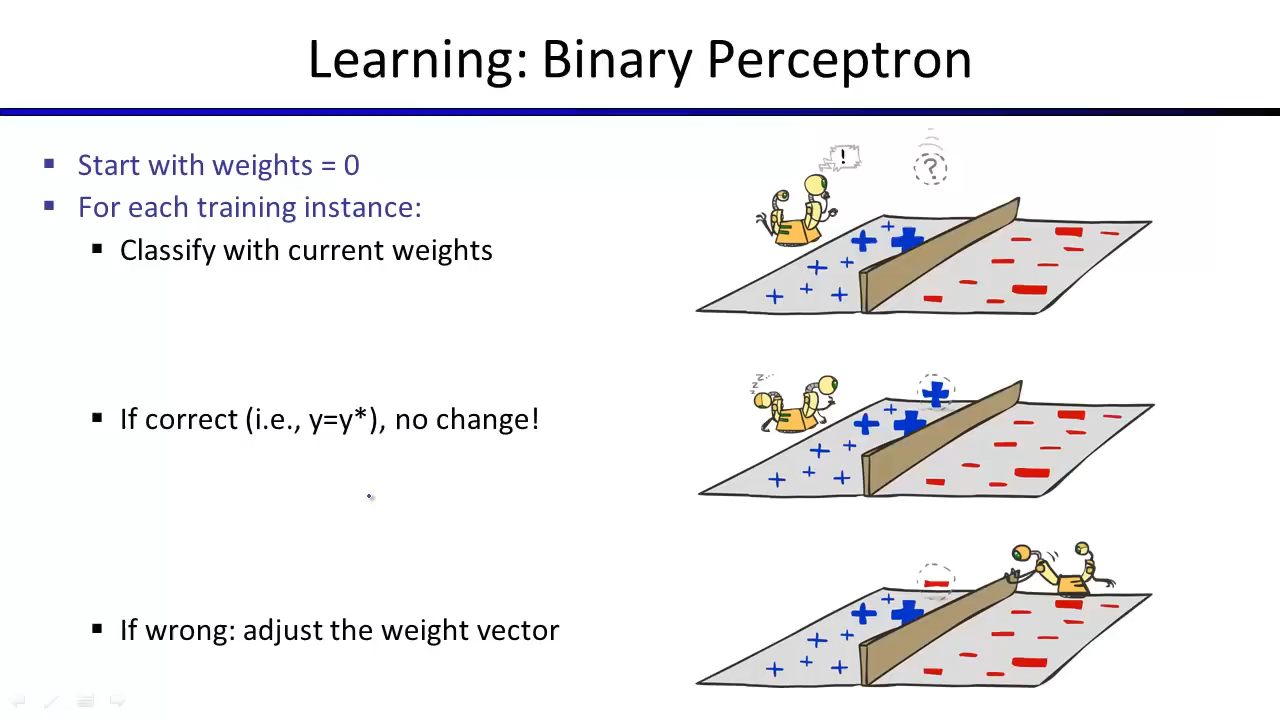 Learning: Binary Perceptron
Start with weights = 0
For each training instance:
Classify with current weights
!
?
If correct (i.e., y=y*), no change!
z z z
If wrong: adjust the weight vector